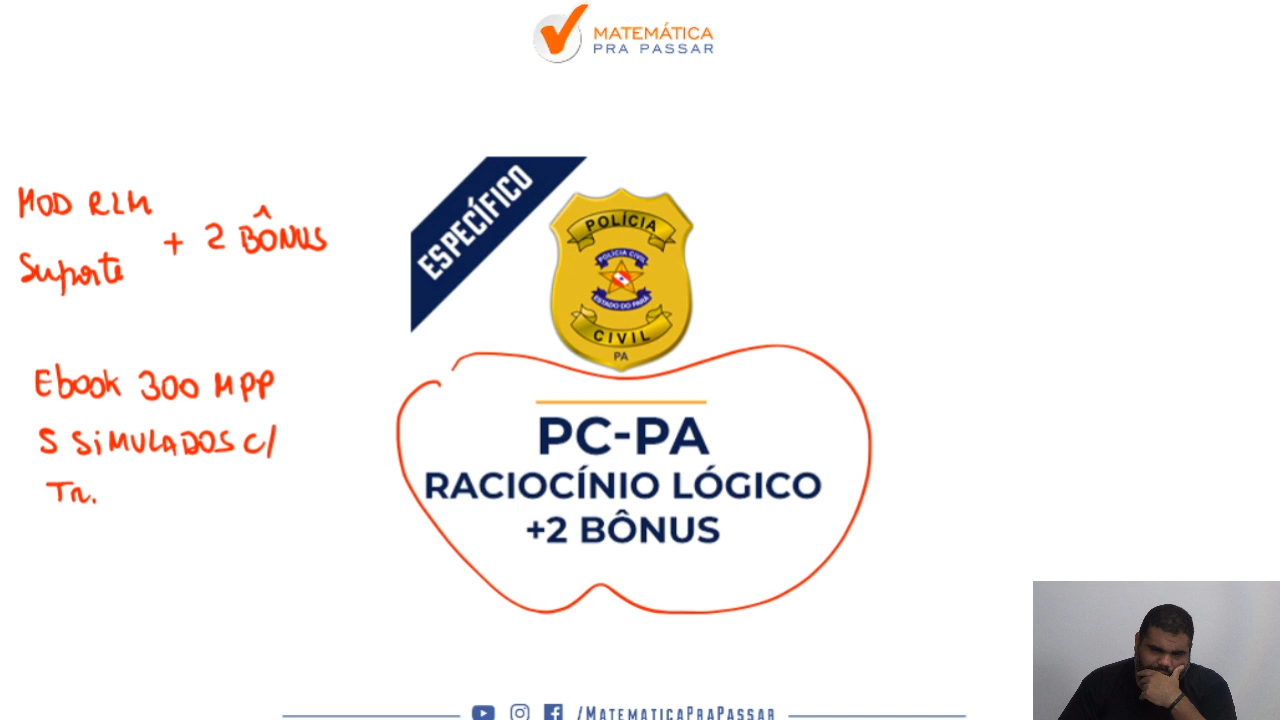 MATEMÁTICA
PRA PASSAR
ESPECÍFICO
POLÍCIA
POLÍCIA CIVIL
ESTADO DO PARÁ
CIVIL
PA
MOD RLM
Suporte
+ 2 BÔNUS
Ebook 300 MPP
5 SiMULADOS C/
Tr.
PC-PA
RACIOCÍNIO LÓGICO
+2 BÔNUS
/MATEMATICAPRAPASSAR